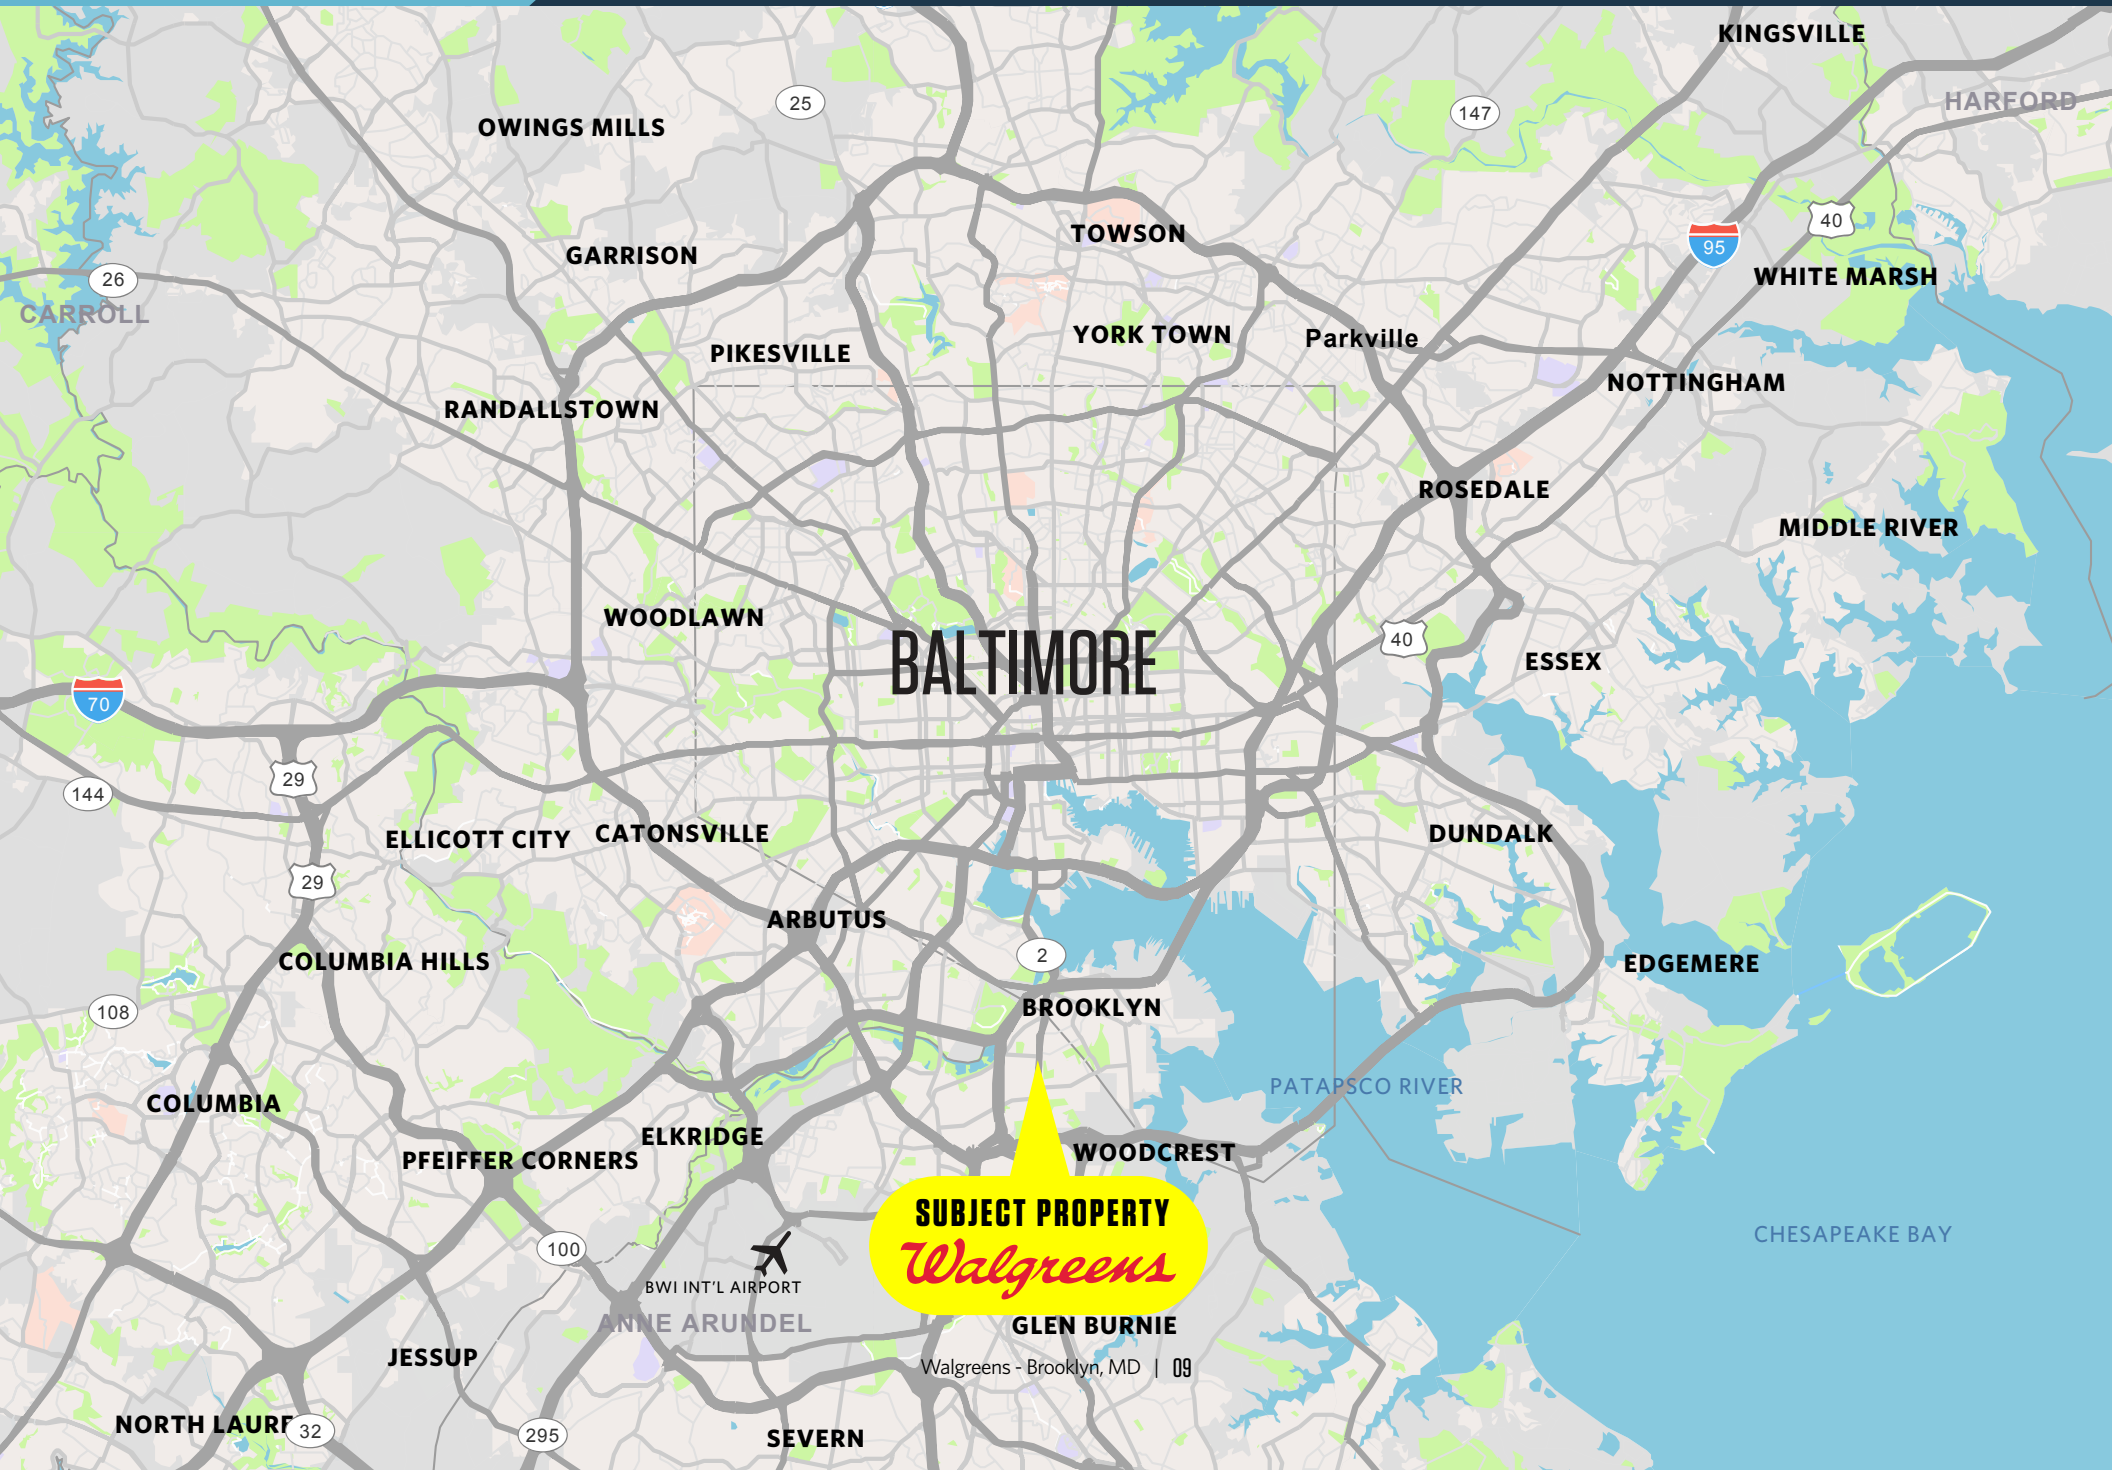 KINGSVILLE
HARFORD
25
147
OWINGS MILLS
40
TOWSON
95
GARRISON
WHITE MARSH
26
CARROLL
YORK TOWN
Parkville
PIKESVILLE
NOTTINGHAM
RANDALLSTOWN
ROSEDALE
MIDDLE RIVER
WOODLAWN
40
BALTIMORE
ESSEX
70
29
144
ELLICOTT CITY
CATONSVILLE
DUNDALK
29
ARBUTUS
2
COLUMBIA HILLS
EDGEMERE
108
BROOKLYN
PATAPSCO RIVER
COLUMBIA
ELKRIDGE
PFEIFFER CORNERS
WOODCREST
SUBJECT PROPERTY
Walgreens
CHESAPEAKE BAY
100
BWI INT'L AIRPORT
ANNE ARUNDEL
GLEN BURNIE
JESSUP
Walgreens - Brooklyn, MD | 09
NORTH LAURE
32
295
SEVERN